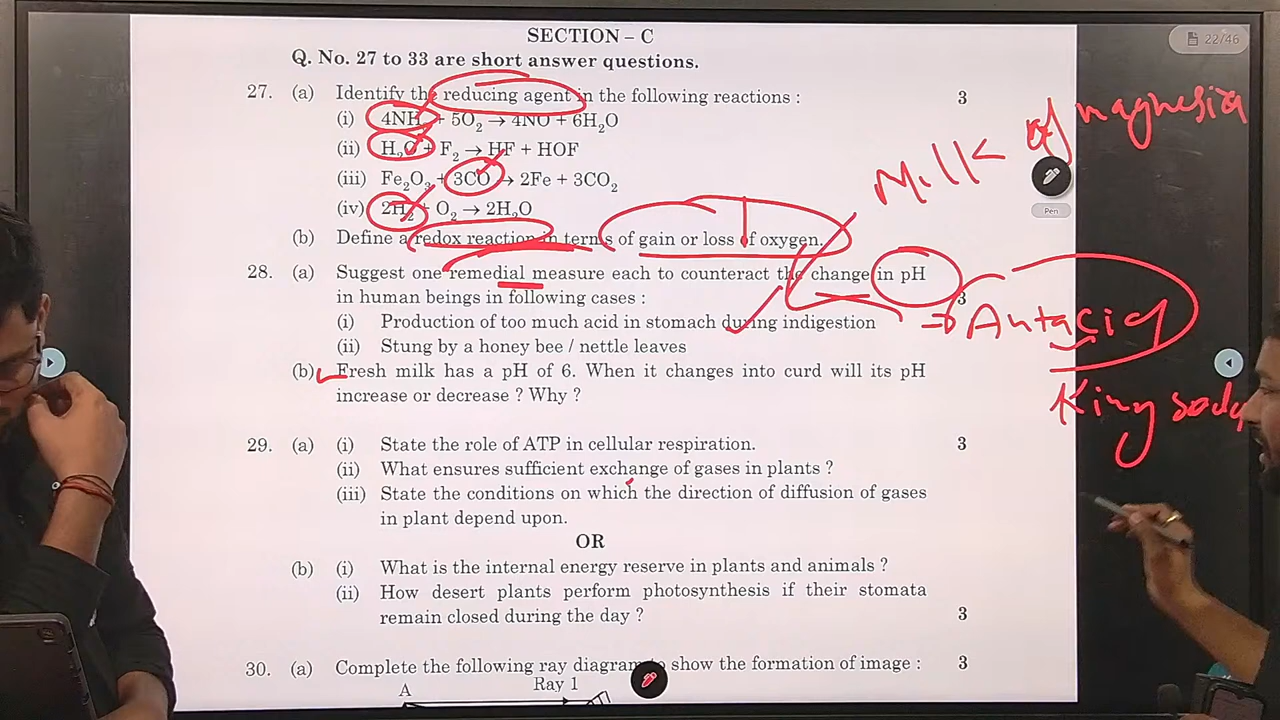 SECTION – C
22/46
Q. No. 27 to 33 are short answer questions.
27. (a) Identify the reducing agent in the following reactions : 3
(i) 4NH + 5O2 → 4NO + 6H2O
(ii) H2O + F2 → HF + HOF
(iii) Fe2O3 + 3CO → 2Fe + 3CO2
(iv) 2H2 + O2 → 2H2O
(b) Define a redox reaction in terms of gain or loss of oxygen.
Milk of magnesia
Pen
28. (a) Suggest one remedial measure each to counteract the change in pH
in human beings in following cases : 3
(i) Production of too much acid in stomach during indigestion
⇒ Antacid
(ii) Stung by a honey bee / nettle leaves
(b) Fresh milk has a pH of 6. When it changes into curd will its pH
increase or decrease ? Why ?
King soda
29. (a) (i) State the role of ATP in cellular respiration. 3
(ii) What ensures sufficient exchange of gases in plants ?
(iii) State the conditions on which the direction of diffusion of gases
in plant depend upon.
OR
(b) (i) What is the internal energy reserve in plants and animals ?
(ii) How desert plants perform photosynthesis if their stomata
remain closed during the day ? 3
30. (a) Complete the following ray diagram to show the formation of image : 3
A Ray 1